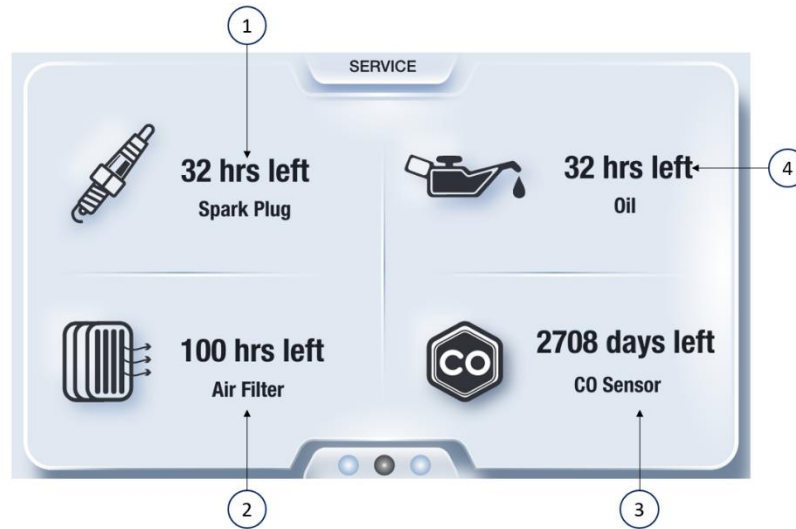 1
SERVICE
32 hrs left
Spark Plug
32 hrs left
Oil
4
100 hrs left
Air Filter
CO
2708 days left
CO Sensor
2
3